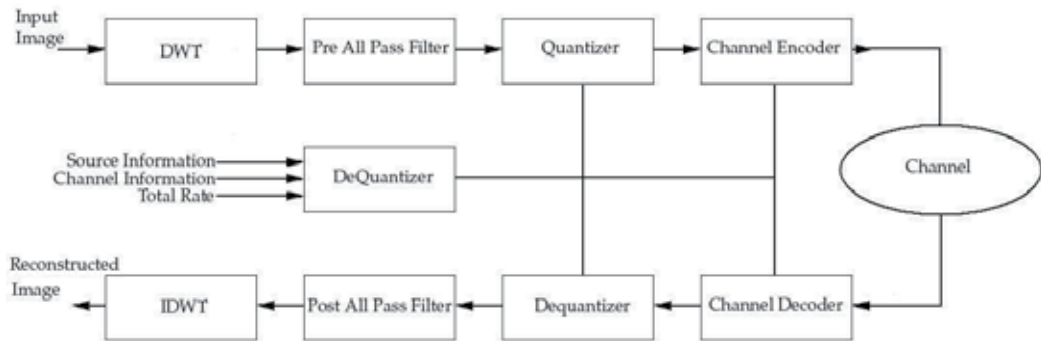 Input
Image
DWT
Pre All Pass Filter
Quantizer
Channel Encoder
Source Information
Channel Information
Total Rate
DeQuantizer
Channel
Reconstructed
Image
IDWT
Post All Pass Filter
Dequantizer
Channel Decoder